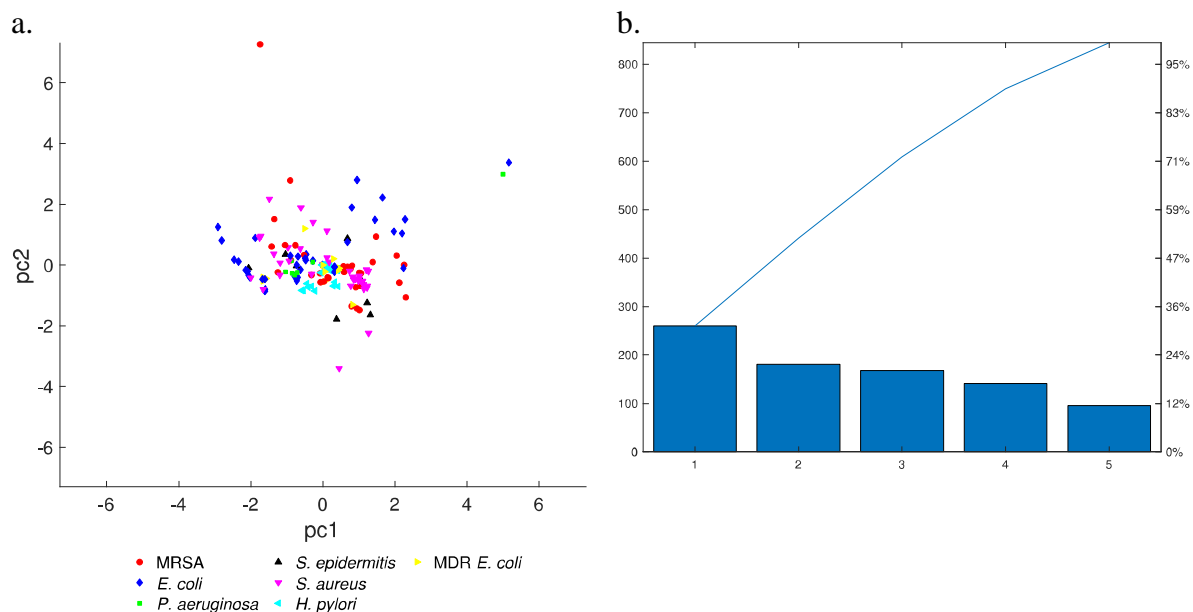 a.
6
4
2
0
-2
-4
-6
pc2
-6 -4 -2 0 2 4 6
pc1
MRSA S. epidermitis MDR E. coli
E. coli S. aureus
P. aeruginosa H. pylori
b.
800 95%
700 83%
600 71%
500 59%
400 47%
300 36%
200 24%
100 12%
0 0%
1 2 3 4 5